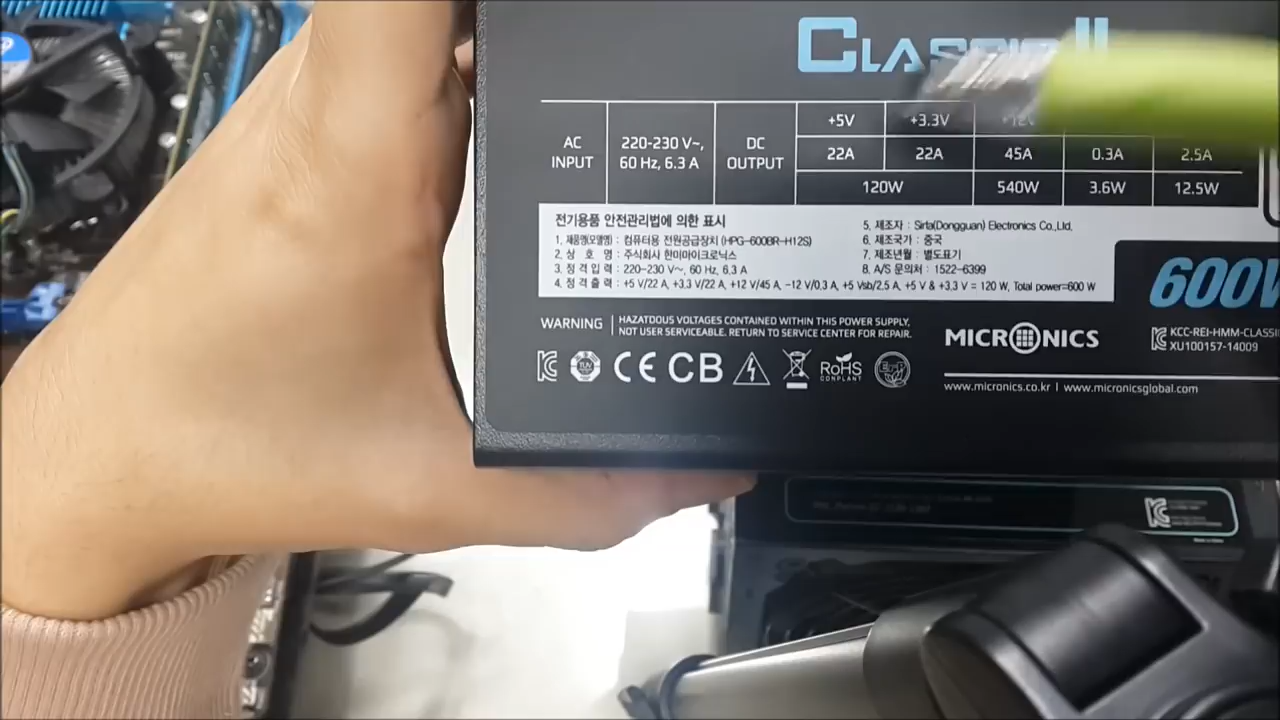 CLASSIC II
AC INPUT 220-230 V~, 60 Hz, 6.3 A DC OUTPUT
+5V +3.3V +12V
22A 22A 45A 0.3A 2.5A
120W 540W 3.6W 12.5W
전기용품 안전관리법에 의한 표시
1. 제품명(모델명) : 컴퓨터용 전원공급장치 (HPG-600BR-H12S)
2. 상 호 명 : 주식회사 한미마이크로닉스
3. 정 격 입 력 : 220-230 V~, 60 Hz, 6.3 A
4. 정 격 출 력 : +5 V/22 A, +3.3 V/22 A, +12 V/45 A, -12 V/0.3 A, +5 Vsb/2.5 A, +5 V & +3.3 V = 120 W, Total power=600 W
5. 제조자 : Sirfa(Dongguan) Electronics Co.,Ltd.
6. 제조국가 : 중국
7. 제조년월 : 별도표기
8. A/S 문의처 : 1522-6399
600W
WARNING
HAZATDOUS VOLTAGES CONTAINED WITHIN THIS POWER SUPPLY,
NOT USER SERVICEABLE. RETURN TO SERVICE CENTER FOR REPAIR.
MICRONICS
KCC-REI-HMM-CLASSI
XU100157-14009
CE CB RoHS
COMPLANT
ErP
www.micronics.co.kr | www.micronicsglobal.com